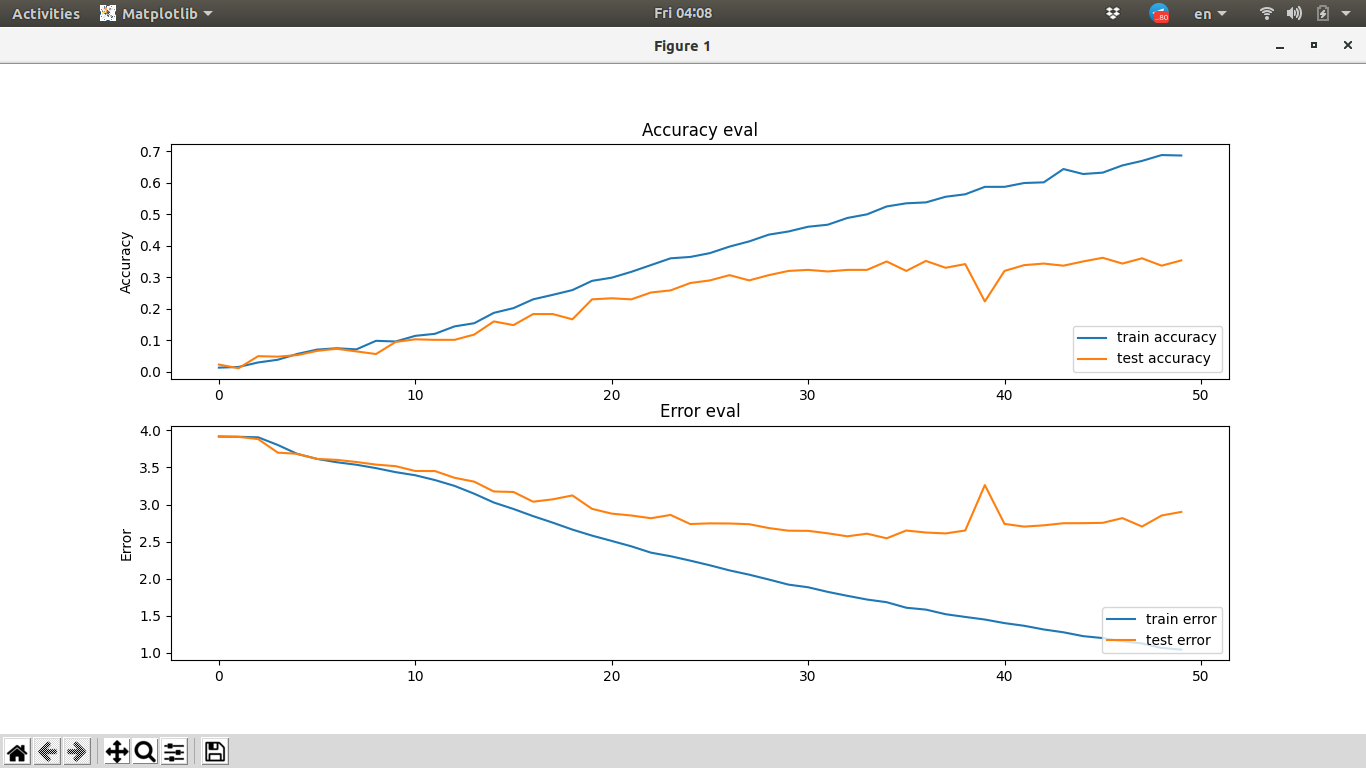 Activities Matplotlib Fri 04:08 80 en
Figure 1
Accuracy eval
0.7
0.6
0.5
0.4
0.3
0.2
0.1
0.0
Accuracy
train accuracy
test accuracy
0 10 20 30 40 50
Error eval
4.0
3.5
3.0
2.5
2.0
1.5
1.0
Error
train error
test error
0 10 20 30 40 50